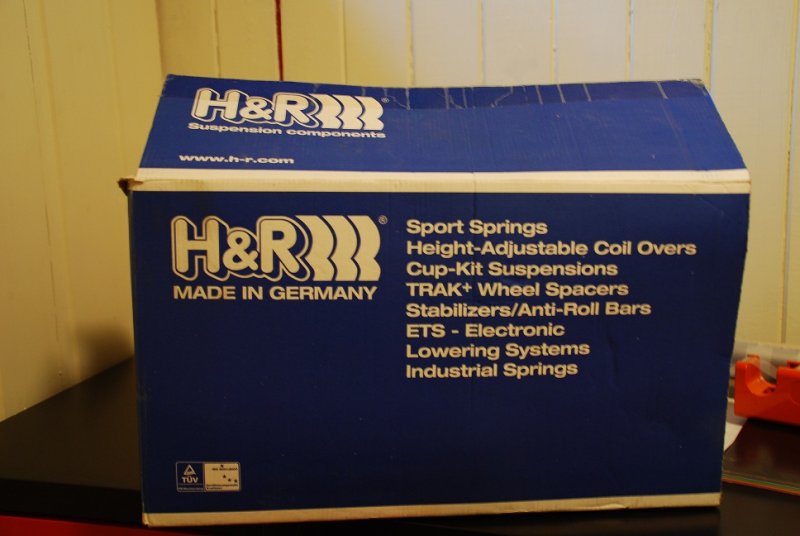 H&R®
Suspension components
www.h-r.com
H&R®
MADE IN GERMANY
Sport Springs
Height-Adjustable Coil Overs
Cup-Kit Suspensions
TRAK+ Wheel Spacers
Stabilizers/Anti-Roll Bars
ETS - Electronic
Lowering Systems
Industrial Springs
TÜV